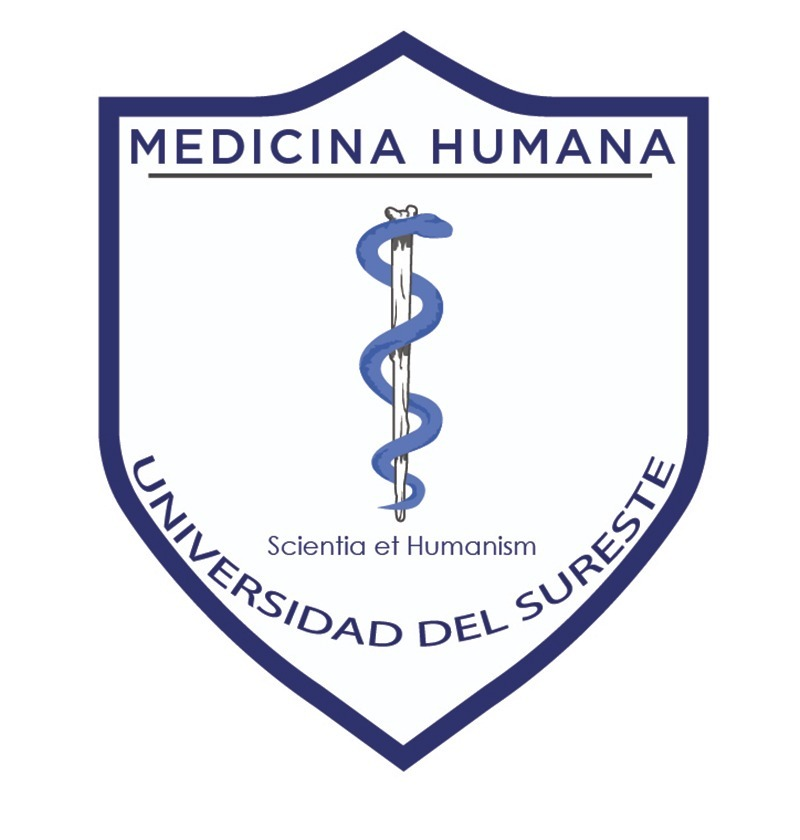 MEDICINA HUMANA
Scientia et Humanism
UNIVERSIDAD DEL SURESTE